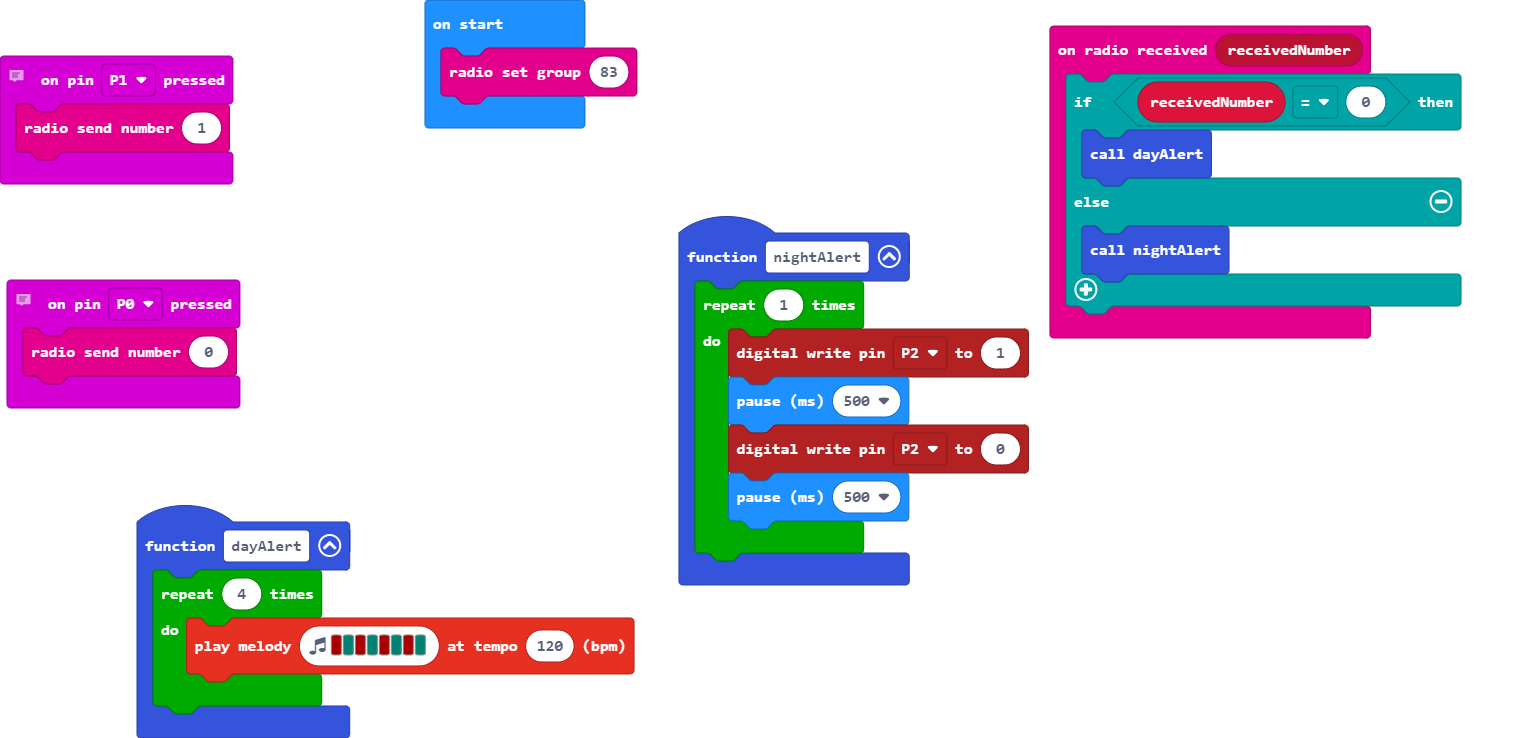 on start
radio set group 83
on pin P1 pressed
radio send number 1
on radio received receivedNumber
if receivedNumber = 0 then
call dayAlert
else
call nightAlert
function nightAlert
repeat 1 times
do
digital write pin P2 to 1
pause (ms) 500
digital write pin P2 to 0
pause (ms) 500
on pin P0 pressed
radio send number 0
function dayAlert
repeat 4 times
do
play melody at tempo 120 (bpm)